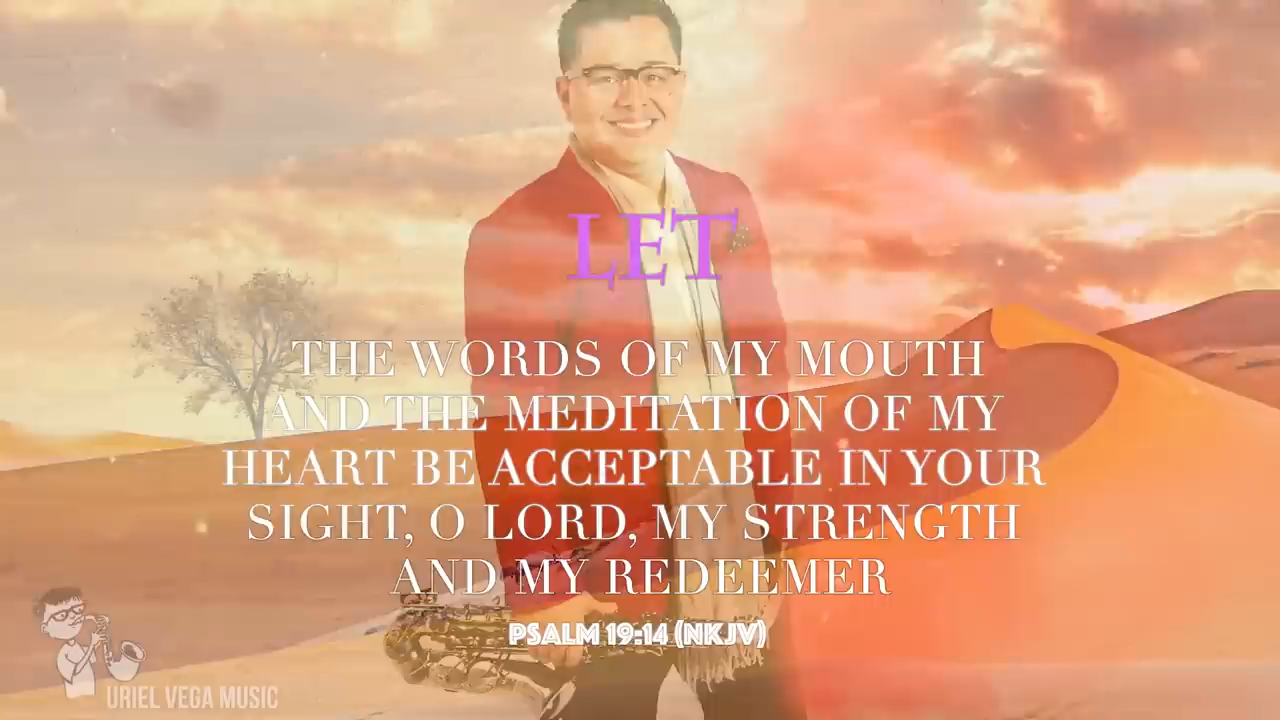 LET
THE WORDS OF MY MOUTH
AND THE MEDITATION OF MY
HEART BE ACCEPTABLE IN YOUR
SIGHT, O LORD, MY STRENGTH
AND MY REDEEMER
PSALM 19:14 (NKJV)
URIEL VEGA MUSIC